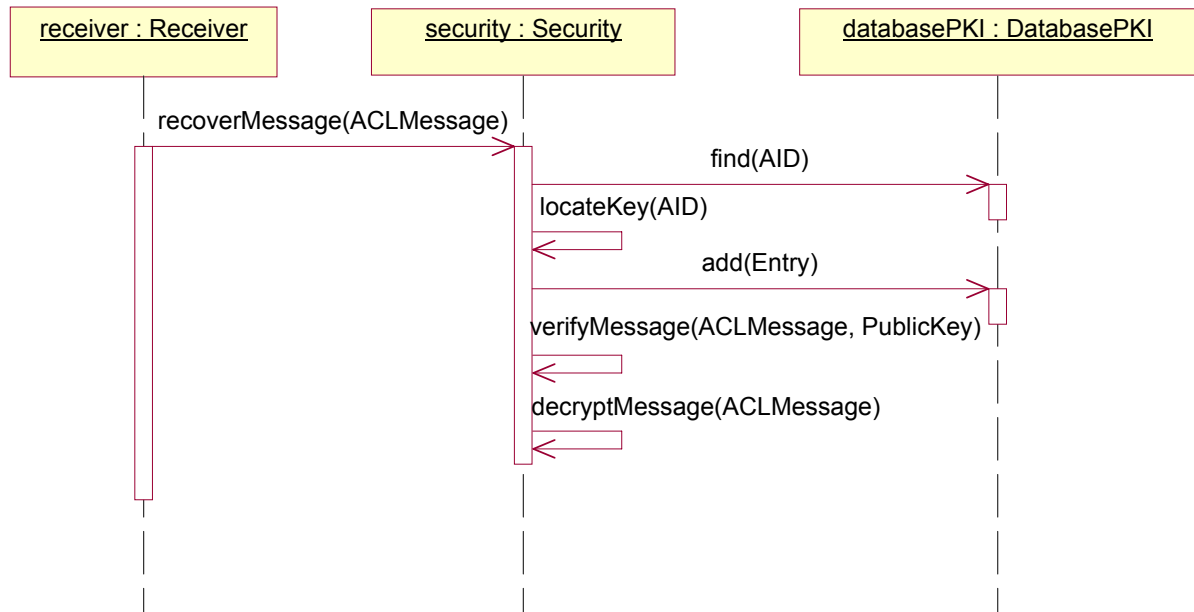 receiver : Receiver
security : Security
databasePKI : DatabasePKI
recoverMessage(ACLMessage)
find(AID)
locateKey(AID)
add(Entry)
verifyMessage(ACLMessage, PublicKey)
decryptMessage(ACLMessage)